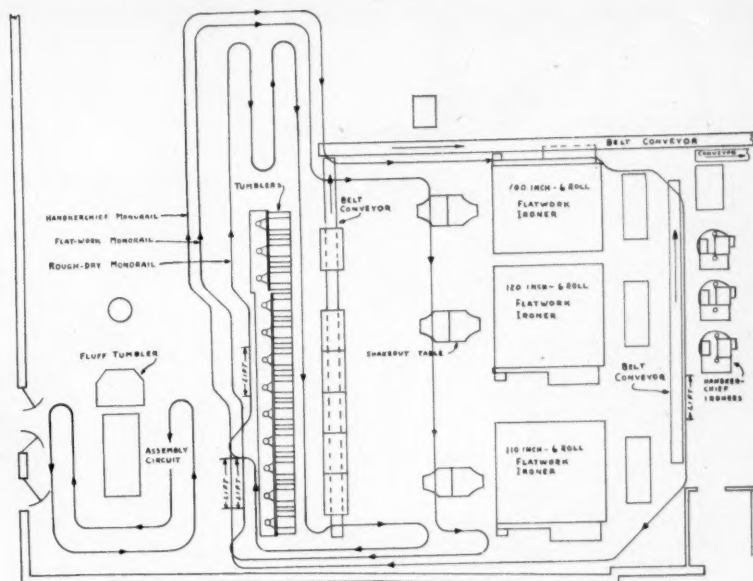 BELT CONVEYOR
CONVEYOR
TUMBLERS
BELT
CONVEYOR
100 INCH-6 ROLL
FLATWORK
IRONER
HANDKERCHIEF MONORAIL
FLAT-WORK MONORAIL
ROUGH-DRY MONORAIL
120 INCH-6 ROLL
FLATWORK
IRONER
FLUFF TUMBLER
LIFT
SHAKEOUT TABLE
BELT
CONVEYOR
LIFT
HANDKER-
CHIEF
IRONERS
ASSEMBLY
CIRCUIT
LIFT
LIFT
110 INCH-6 ROLL
FLATWORK
IRONER